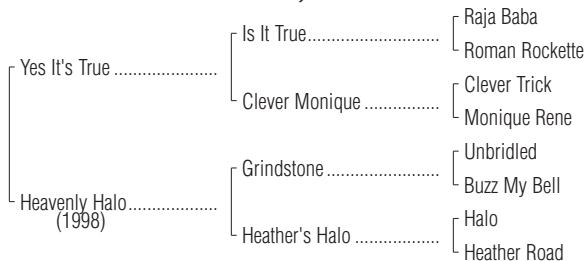 Raja Baba
Is It True
Roman Rockette
Yes It's True
Clever Trick
Clever Monique
Monique Rene
Unbridled
Grindstone
Buzz My Bell
Heavenly Halo
(1998)
Halo
Heather's Halo
Heather Road